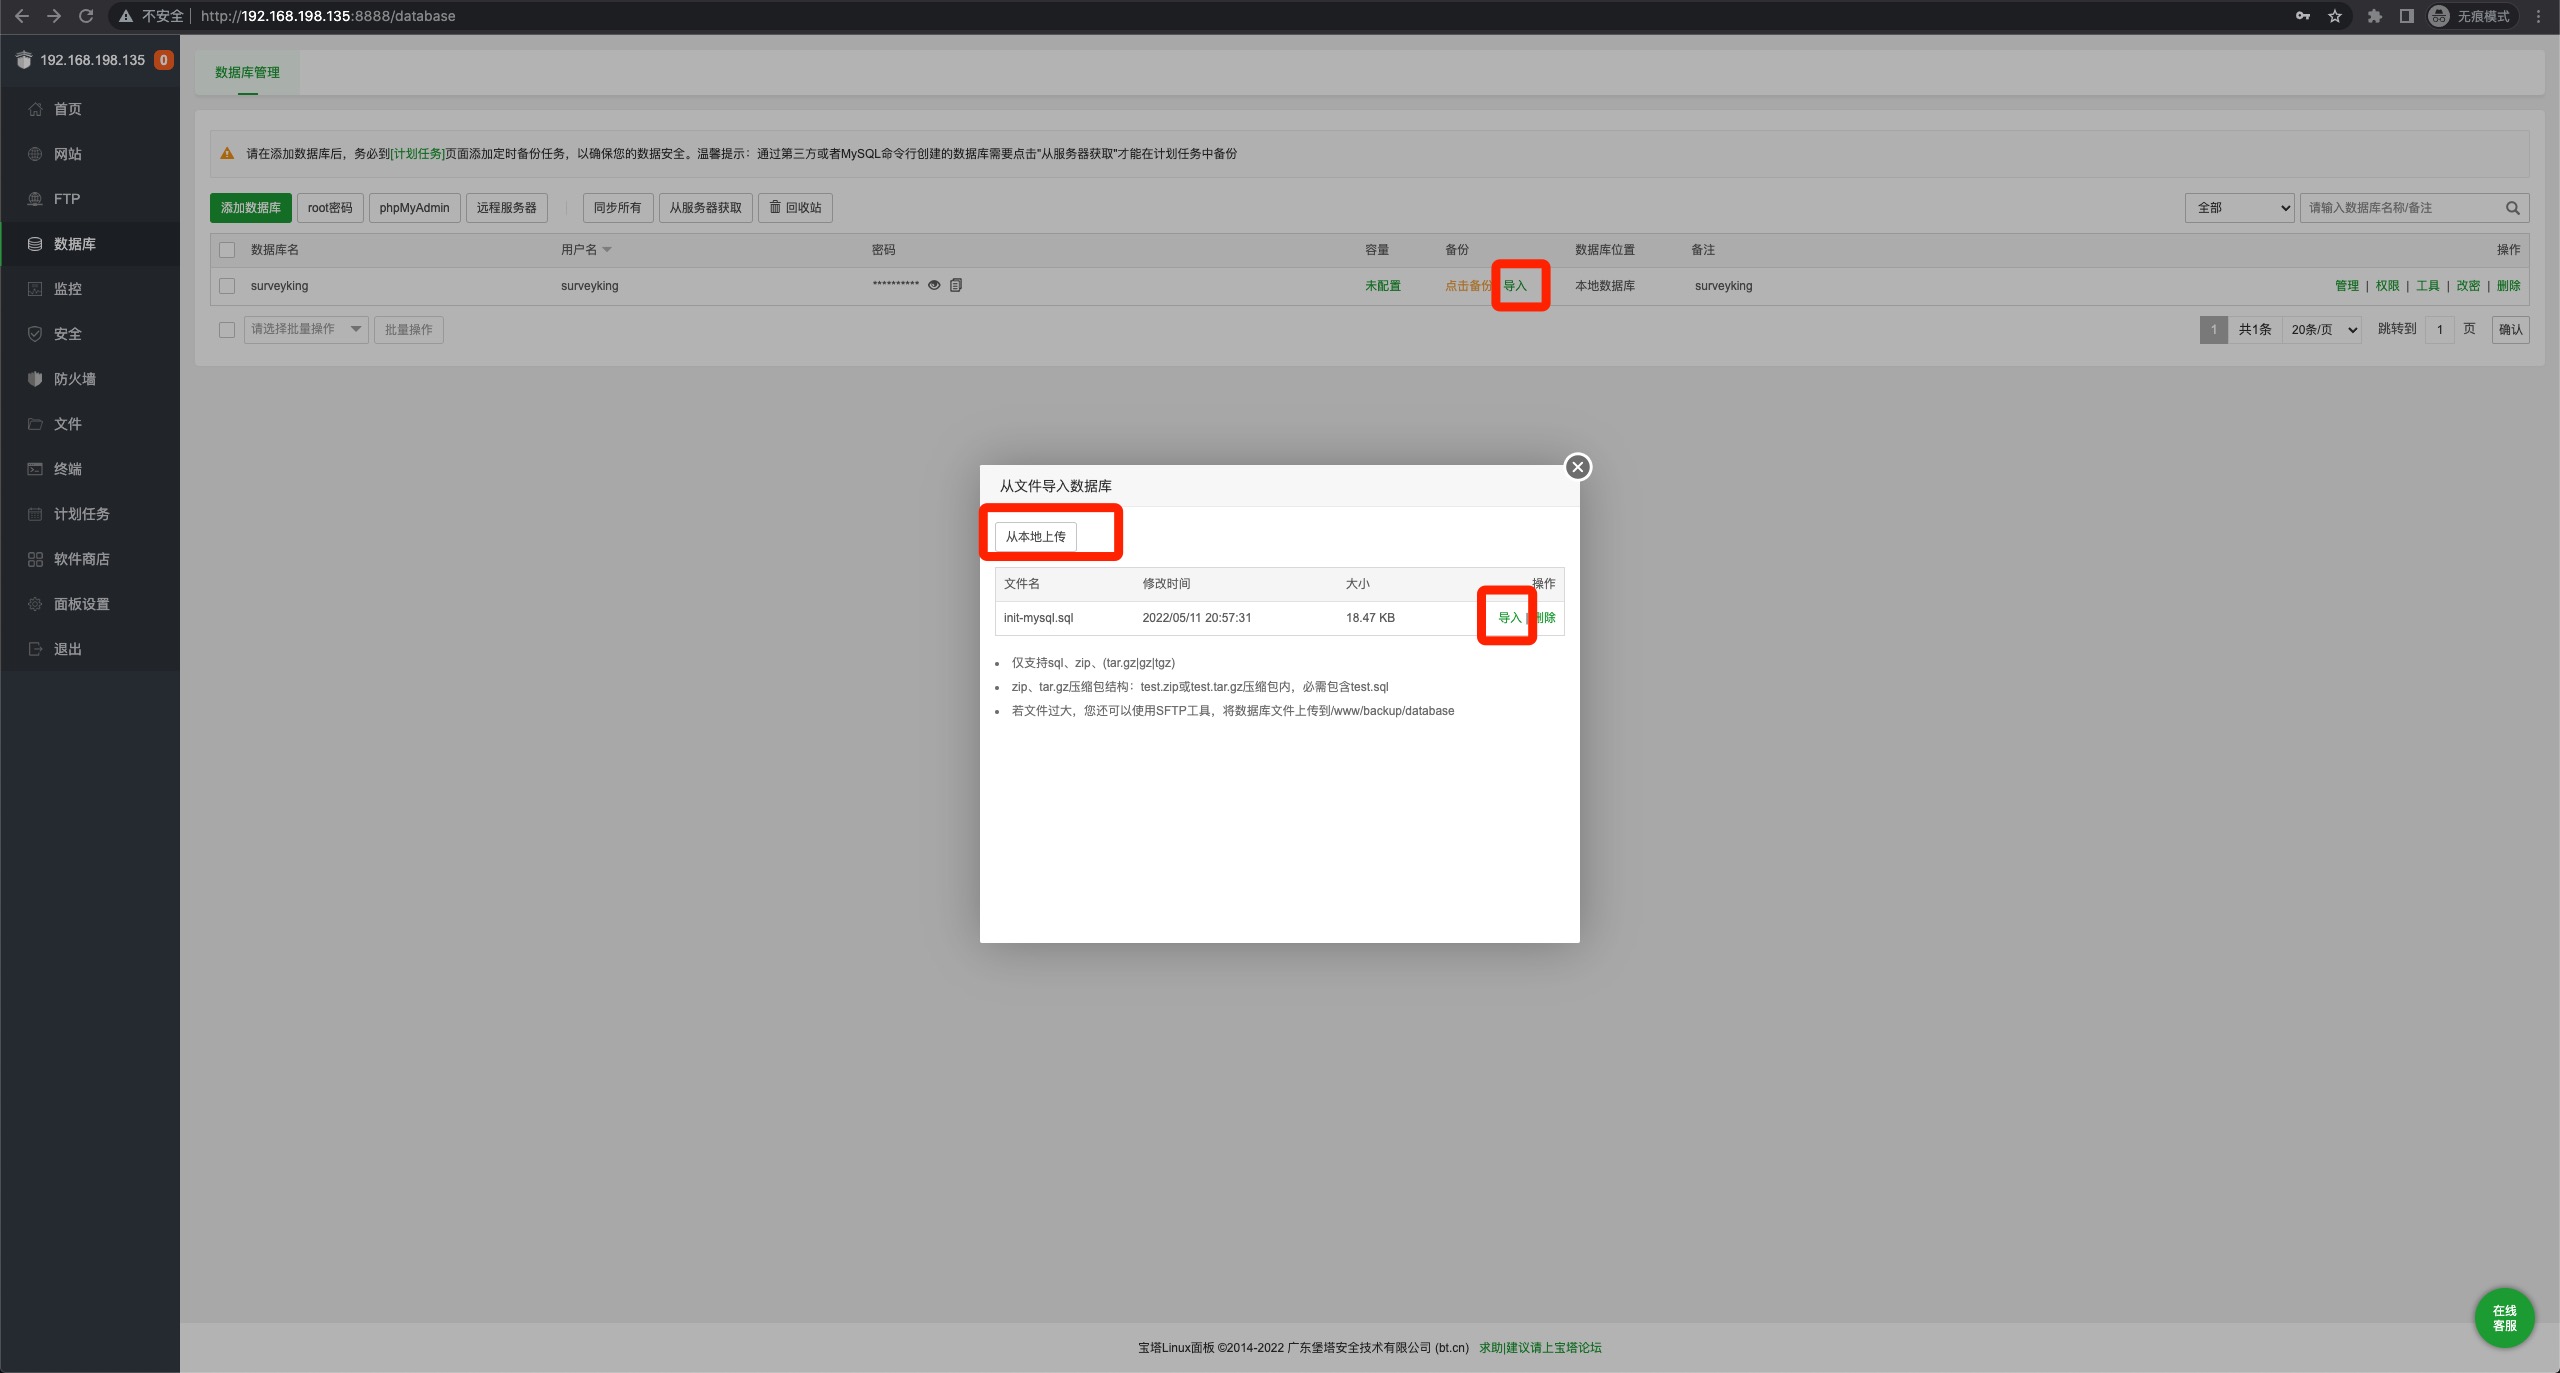 不安全 | http://192.168.198.135:8888/database
无痕模式
192.168.198.135 0
首页
网站
FTP
数据库
监控
安全
防火墙
文件
终端
计划任务
软件商店
面板设置
退出
数据库管理
请在添加数据库后，务必到[计划任务]页面添加定时备份任务，以确保您的数据安全。温馨提示：通过第三方或者MySQL命令行创建的数据库需要点击"从服务器获取"才能在计划任务中备份
添加数据库 root密码 phpMyAdmin 远程服务器 同步所有 从服务器获取 回收站 全部 请输入数据库名称/备注
数据库名 用户名 密码 容量 备份 数据库位置 备注 操作
surveyking surveyking ********** 未配置 点击备份 导入 本地数据库 surveyking 管理 | 权限 | 工具 | 改密 | 删除
请选择批量操作 批量操作 1 共1条 20条/页 跳转到 1 页 确认
从文件导入数据库
从本地上传
文件名 修改时间 大小 操作
init-mysql.sql 2022/05/11 20:57:31 18.47 KB 导入 | 删除
仅支持sql、zip、(tar.gz|gz|tgz)
zip、tar.gz压缩包结构：test.zip或test.tar.gz压缩包内，必需包含test.sql
若文件过大，您还可以使用SFTP工具，将数据库文件上传到/www/backup/database
在线
客服
宝塔Linux面板 ©2014-2022 广东堡塔安全技术有限公司 (bt.cn) 求助|建议请上宝塔论坛